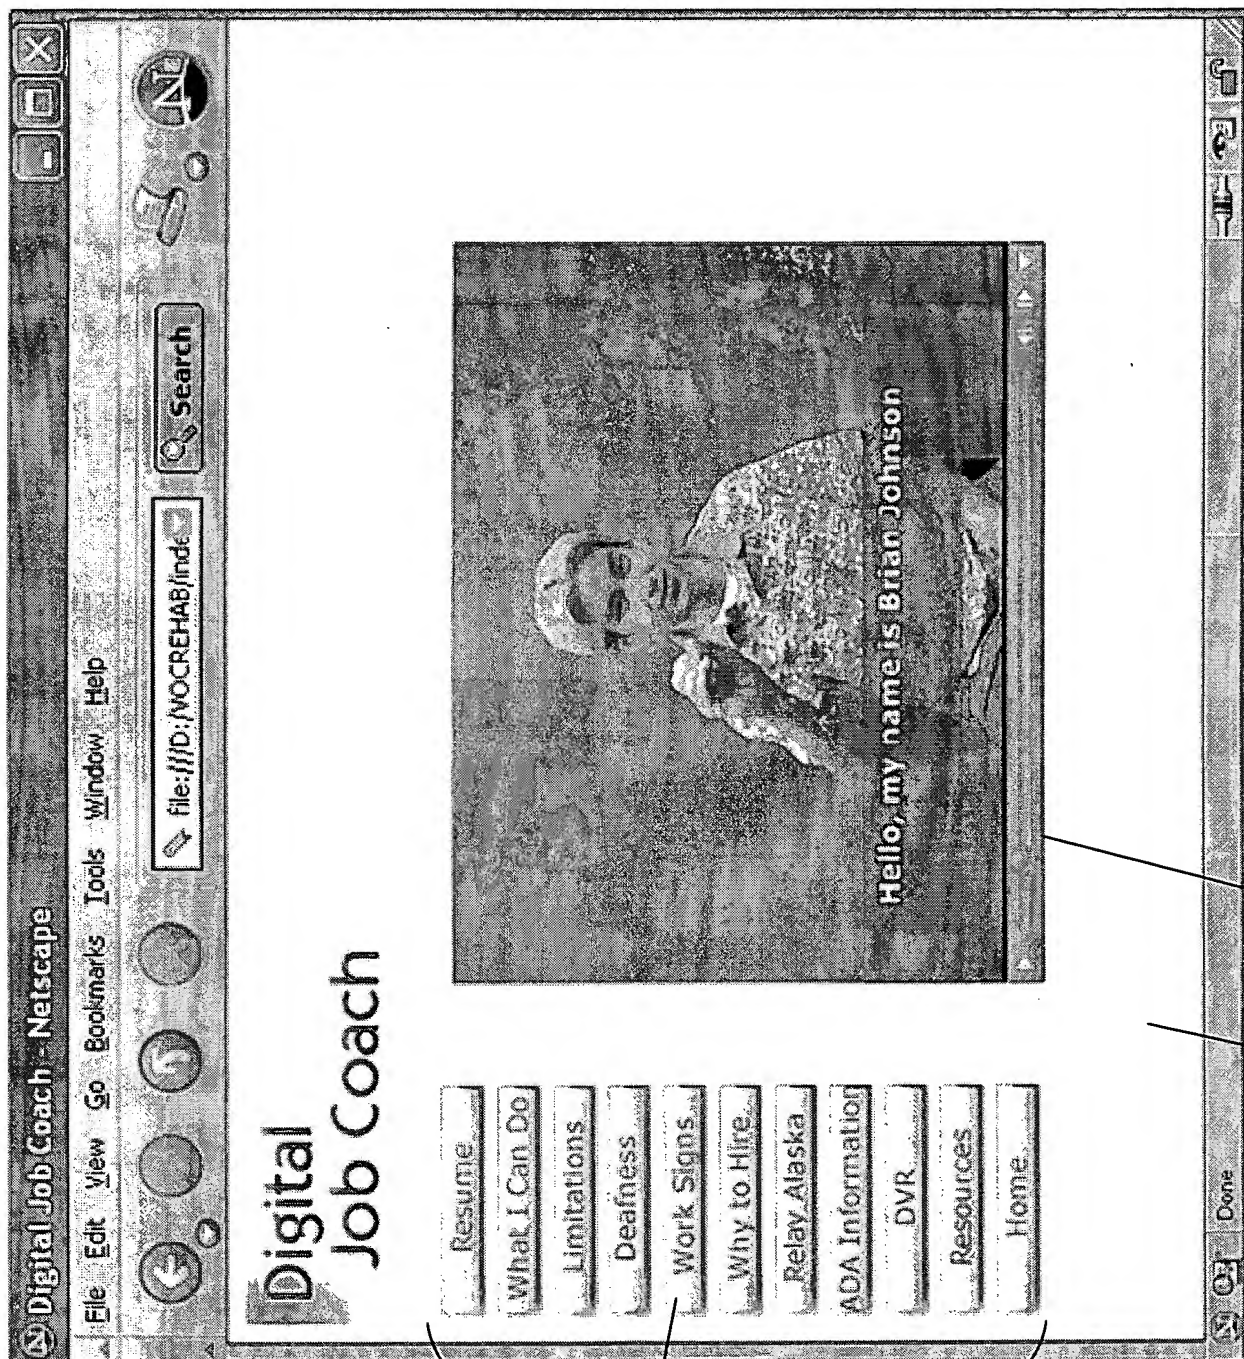 Digital Job Coach - Netscape
File Edit View Go Bookmarks Tools Window Help
file:///D:/VOCREHAB/inde
Search
N
Digital
Job Coach
Resume
What I Can Do
Limitations
Deafness
Work Signs
Why to Hire
Relay Alaska
ADA Information
DVR
Resources
Home
Hello, my name is Brian Johnson
Done